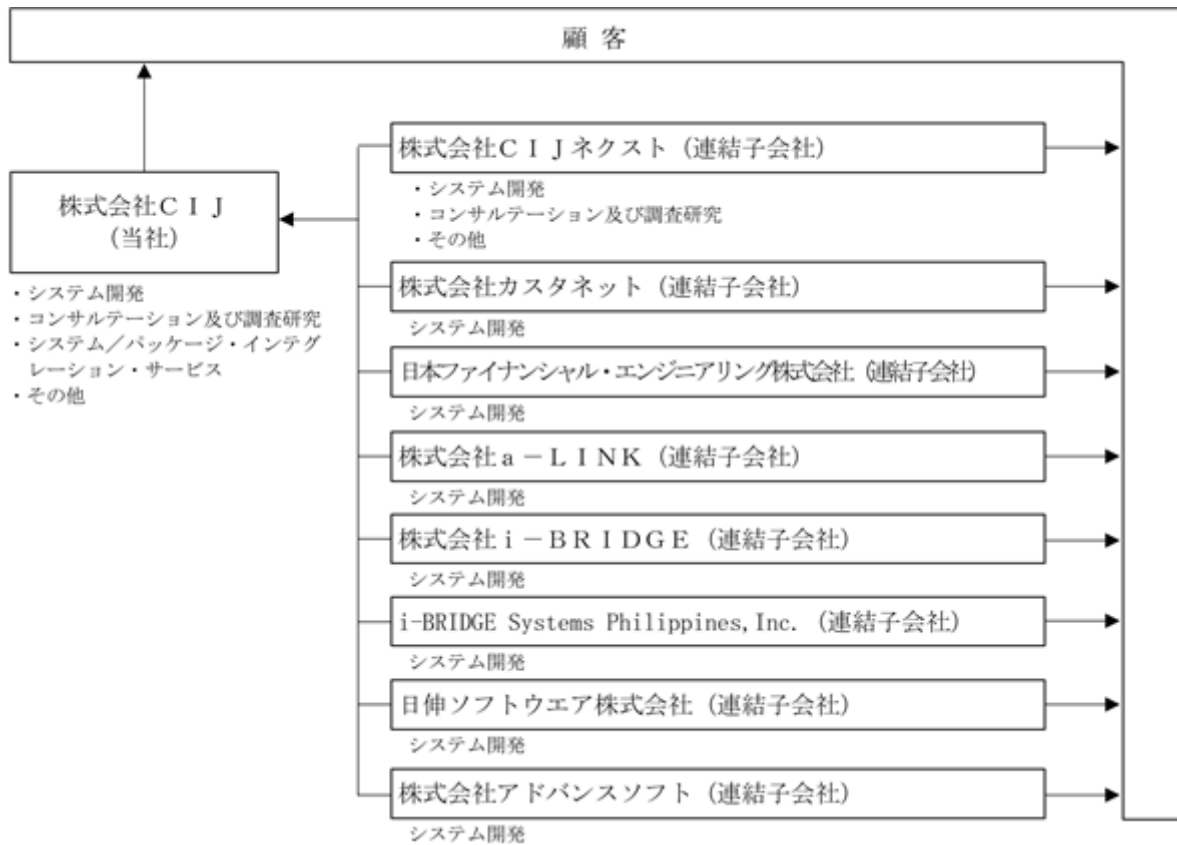 顧 客
株式会社ＣＩＪ
（当社）
・システム開発
・コンサルテーション及び調査研究
・システム／パッケージ・インテグ
レーション・サービス
・その他
株式会社ＣＩＪネクスト（連結子会社）
・システム開発
・コンサルテーション及び調査研究
・その他
株式会社カスタネット（連結子会社）
システム開発
日本ファイナンシャル・エンジニアリング株式会社（連結子会社）
システム開発
株式会社ａ－ＬＩＮＫ（連結子会社）
システム開発
株式会社ｉ－ＢＲＩＤＧＥ（連結子会社）
システム開発
i-BRIDGE Systems Philippines,Inc.（連結子会社）
システム開発
日伸ソフトウエア株式会社（連結子会社）
システム開発
株式会社アドバンスソフト（連結子会社）
システム開発